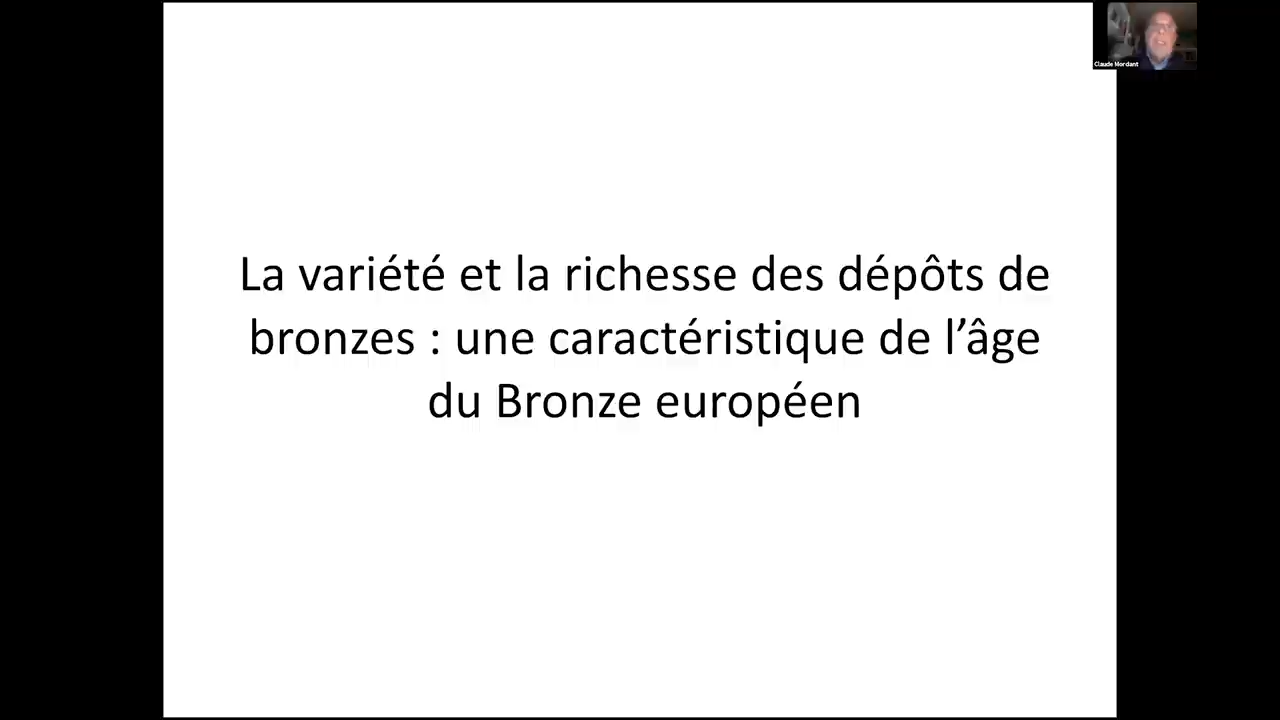 Claude Mordant
La variété et la richesse des dépôts de
bronzes : une caractéristique de l’âge
du Bronze européen